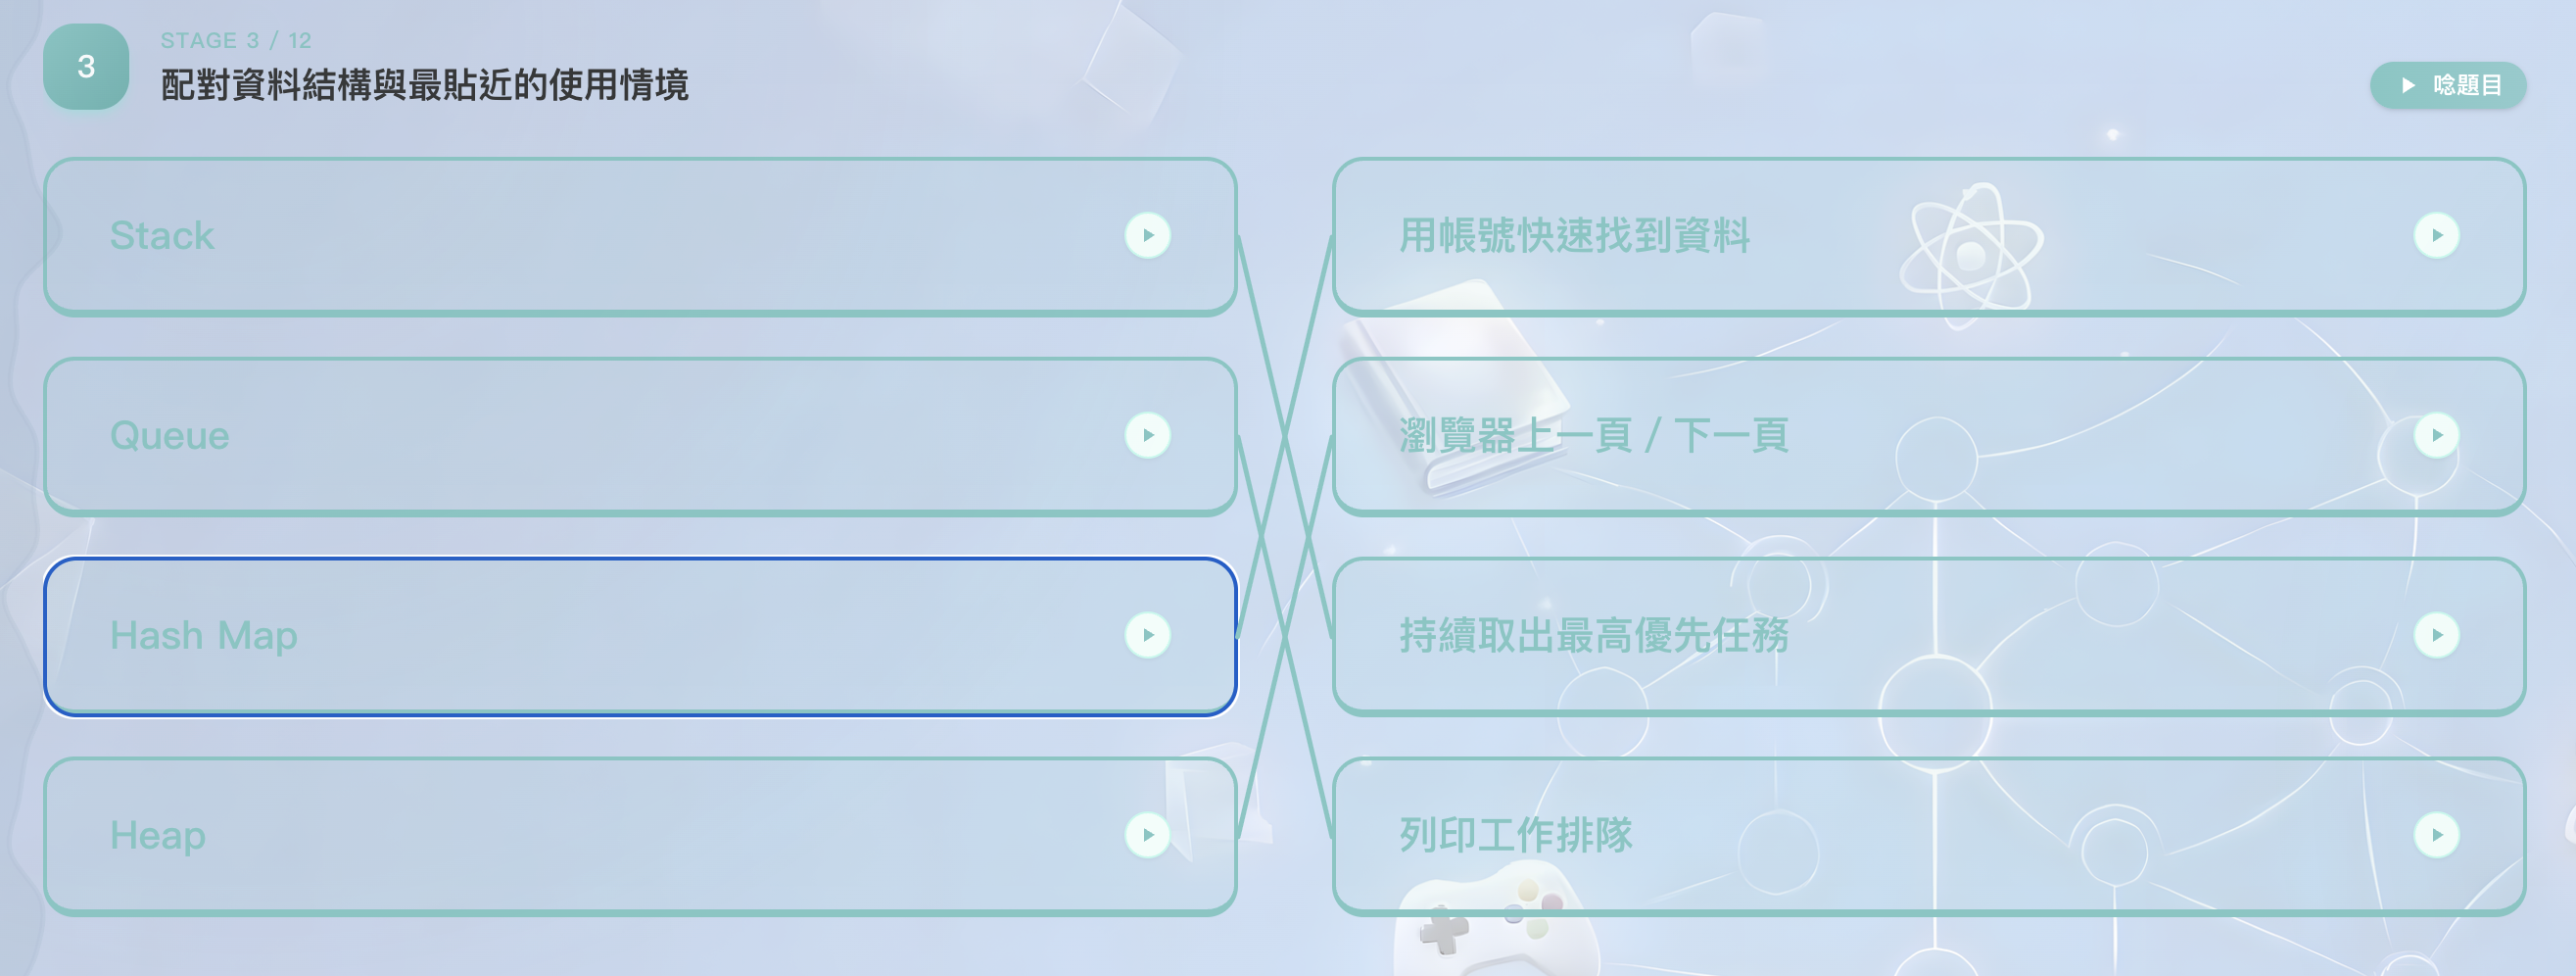 3
STAGE 3 / 12
配對資料結構與最貼近的使用情境
唸題目
Stack
用帳號快速找到資料
Queue
瀏覽器上一頁 / 下一頁
Hash Map
持續取出最高優先任務
Heap
列印工作排隊